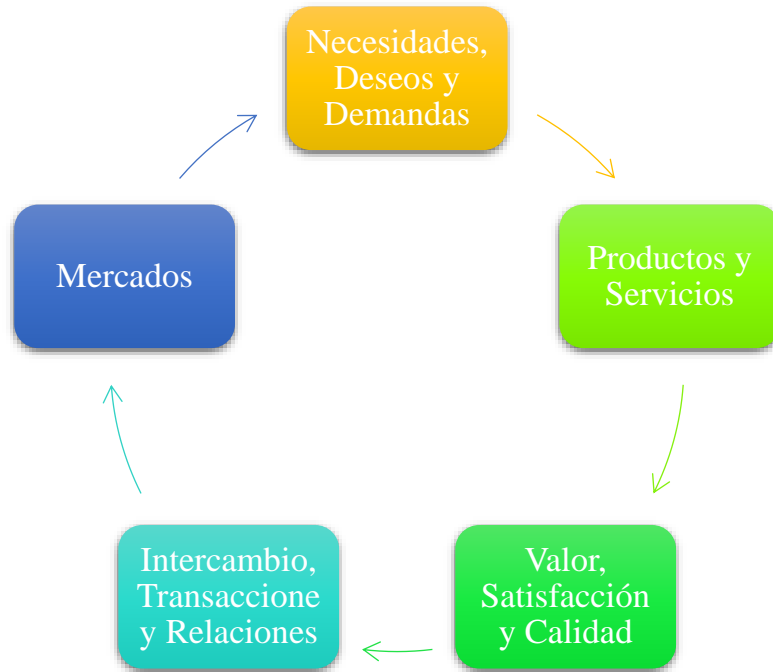 Necesidades,
Deseos y
Demandas
Productos y
Servicios
Valor,
Satisfacción
y Calidad
Intercambio,
Transaccione
y Relaciones
Mercados